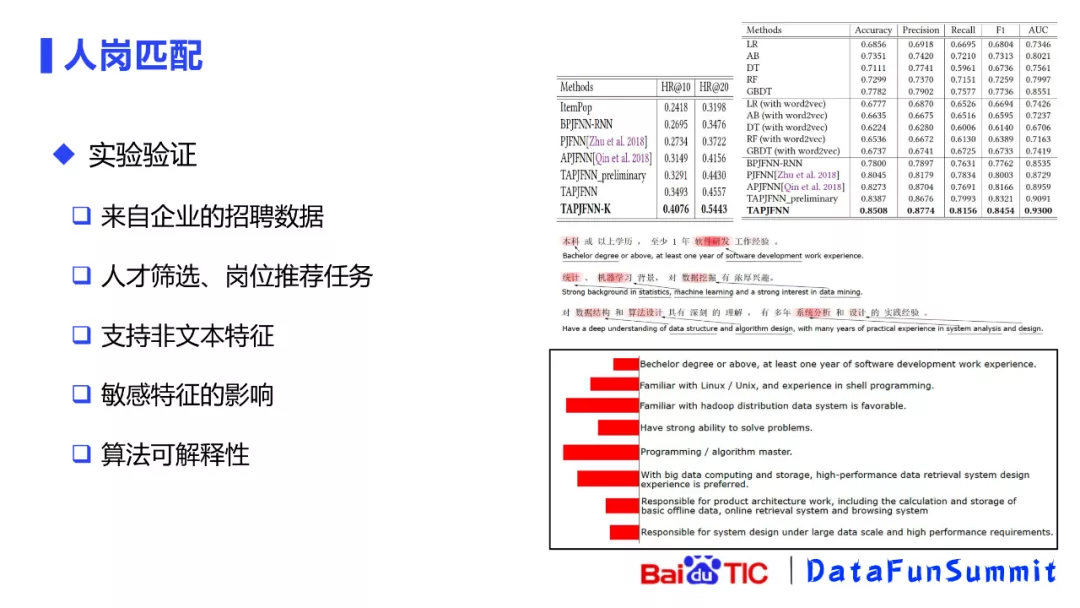 人岗匹配
实验验证
来自企业的招聘数据
人才筛选、岗位推荐任务
支持非文本特征
敏感特征的影响
算法可解释性
Methods HR@10 HR@20
ItemPop 0.2418 0.3198
BPJFNN-RNN 0.2695 0.3476
PJFNN[Zhu et al. 2018] 0.2734 0.3722
APJFNN[Qin et al. 2018] 0.3149 0.4156
TAPJFNN_preliminary 0.3291 0.4430
TAPJFNN 0.3493 0.4557
TAPJFNN-K 0.4076 0.5443
Methods Accuracy Precision Recall F1 AUC
LR 0.6856 0.6918 0.6695 0.6804 0.7346
AB 0.7351 0.7420 0.7210 0.7313 0.8021
DT 0.7111 0.7741 0.5961 0.6736 0.7561
RF 0.7299 0.7370 0.7151 0.7259 0.7997
GBDT 0.7782 0.7902 0.7577 0.7736 0.8551
LR (with word2vec) 0.6777 0.6870 0.6526 0.6694 0.7426
AB (with word2vec) 0.6635 0.6675 0.6516 0.6595 0.7237
DT (with word2vec) 0.6224 0.6280 0.6006 0.6140 0.6706
RF (with word2vec) 0.6536 0.6672 0.6130 0.6389 0.7163
GBDT (with word2vec) 0.6737 0.6741 0.6725 0.6733 0.7419
BPJFNN-RNN 0.7800 0.7897 0.7631 0.7762 0.8535
PJFNN[Zhu et al. 2018] 0.8045 0.8179 0.7834 0.8003 0.8729
APJFNN[Qin et al. 2018] 0.8273 0.8704 0.7691 0.8166 0.8959
TAPJFNN_preliminary 0.8387 0.8676 0.7993 0.8321 0.9091
TAPJFNN 0.8508 0.8774 0.8156 0.8454 0.9300
本科 或 以上学历 ， 至少 1 年 软件研发 工作经验 。
Bachelor degree or above, at least one year of software development work experience.
统计 、 机器学习 背景， 对 数据挖掘 有 浓厚兴趣。
Strong background in statistics, machine learning and a strong interest in data mining.
对 数据结构 和 算法设计 具有 深刻 的 理解 ， 有 多年 系统分析 和 设计 的 实践经验 。
Have a deep understanding of data structure and algorithm design, with many years of practical experience in system analysis and design.
Bechelor degree or above, at least one year of software development work experience.
Familiar with Linux / Unix, and experience in shell programming.
Familiar with hadoop distribution data system is favorable.
Have strong ability to solve problems.
Programming / algorithm master.
With big data computing and storage, high-performance data retrieval system design
experience is preferred.
Responsible for product architecture work, including the calculation and storage of
basic offline data, online retrieval system and browsing system
Responsible for system design under large data scale and high performance requirements.
Bai du TIC | DataFunSummit